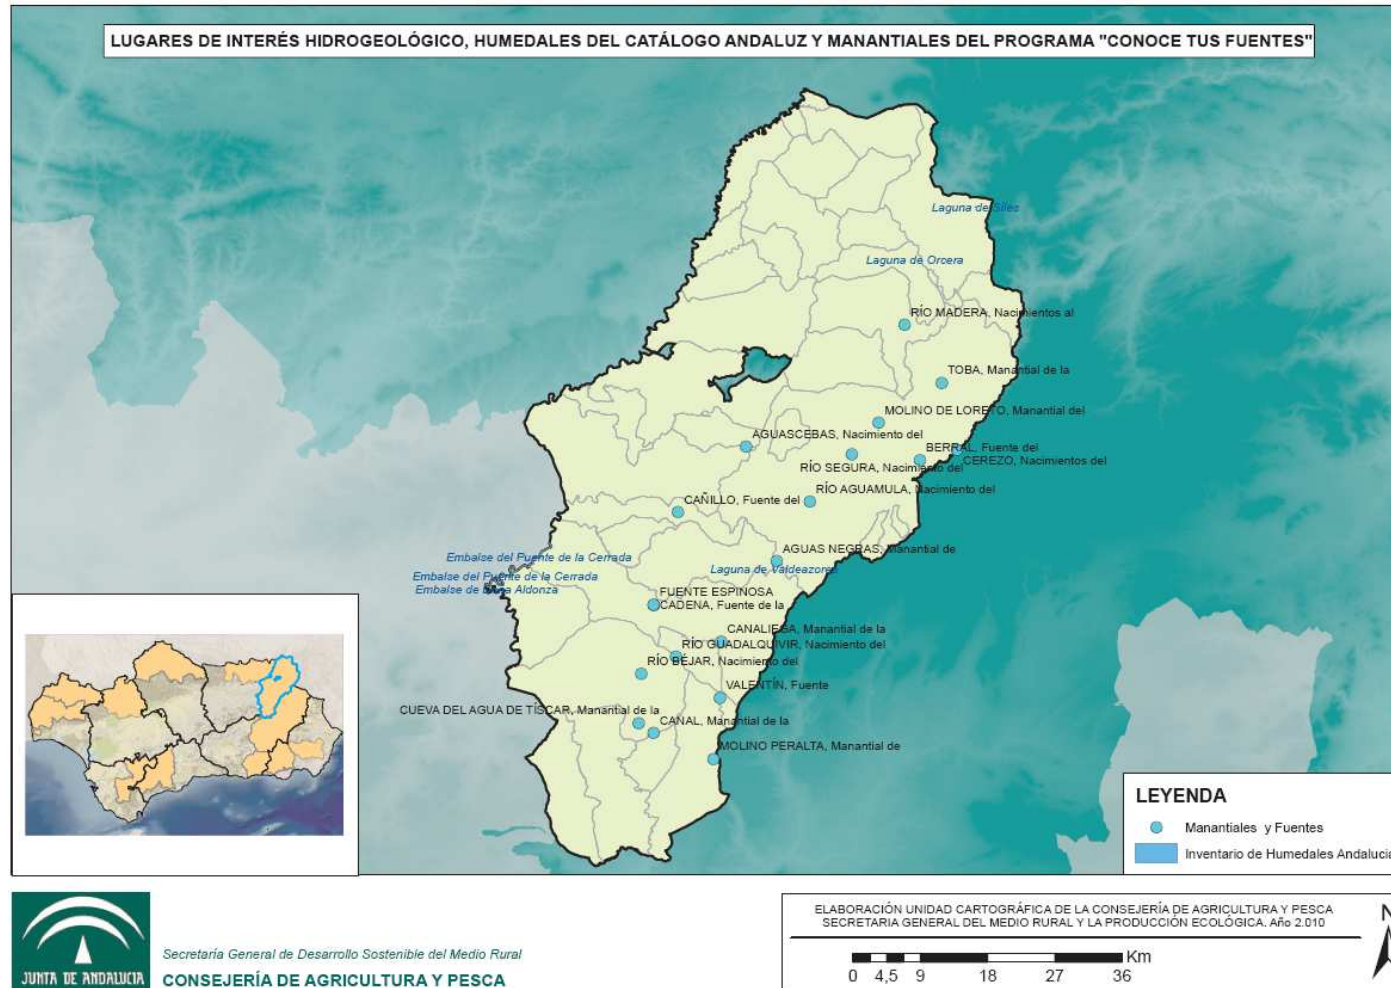 LUGARES DE INTERÉS HIDROGEOLÓGICO, HUMEDALES DEL CATÁLOGO ANDALUZ Y MANANTIALES DEL PROGRAMA "CONOCE TUS FUENTES"
Laguna de Siles
Laguna de Orcera
RÍO MADERA, Nacimientos al
TOBA, Manantial de la
MOLINO DE LORETO, Manantial del
AGUASCEBAS, Nacimiento del
BERRAL, Fuente del
CEREZO, Nacimientos del
RÍO SEGURA, Nacimiento del
RÍO AGUAMULA, Nacimiento del
CAÑILLO, Fuente del
AGUAS NEGRAS, Manantial de
Embalse del Puente de la Cerrada
Laguna de Valdeazores
Embalse del Puente de la Cerrada
Embalse de Doña Aldonza
FUENTE ESPINOSA
CADENA, Fuente de la
CANALIEGA, Manantial de la
RÍO GUADALQUIVIR, Nacimiento del
RÍO BÉJAR, Nacimiento del
VALENTÍN, Fuente
CUEVA DEL AGUA DE TÍSCAR, Manantial de la
CANAL, Manantial de la
MOLINO PERALTA, Manantial de
LEYENDA
Manantiales y Fuentes
Inventario de Humedales Andalucia
JUNTA DE ANDALUCIA
Secretaría General de Desarrollo Sostenible del Medio Rural
CONSEJERÍA DE AGRICULTURA Y PESCA
ELABORACIÓN UNIDAD CARTOGRÁFICA DE LA CONSEJERÍA DE AGRICULTURA Y PESCA
SECRETARIA GENERAL DEL MEDIO RURAL Y LA PRODUCCIÓN ECOLÓGICA. Año 2.010
Km
0 4,5 9 18 27 36
N